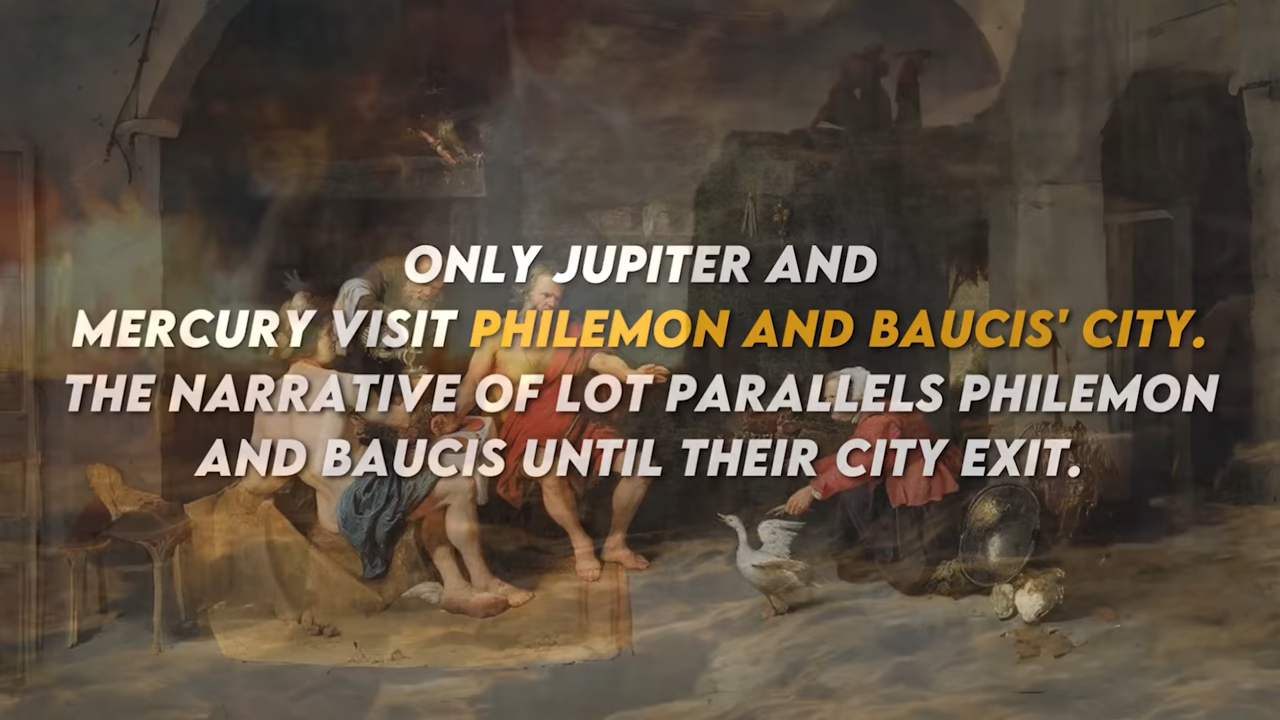 ONLY JUPITER AND
MERCURY VISIT PHILEMON AND BAUCIS' CITY.
THE NARRATIVE OF LOT PARALLELS PHILEMON
AND BAUCIS UNTIL THEIR CITY EXIT.